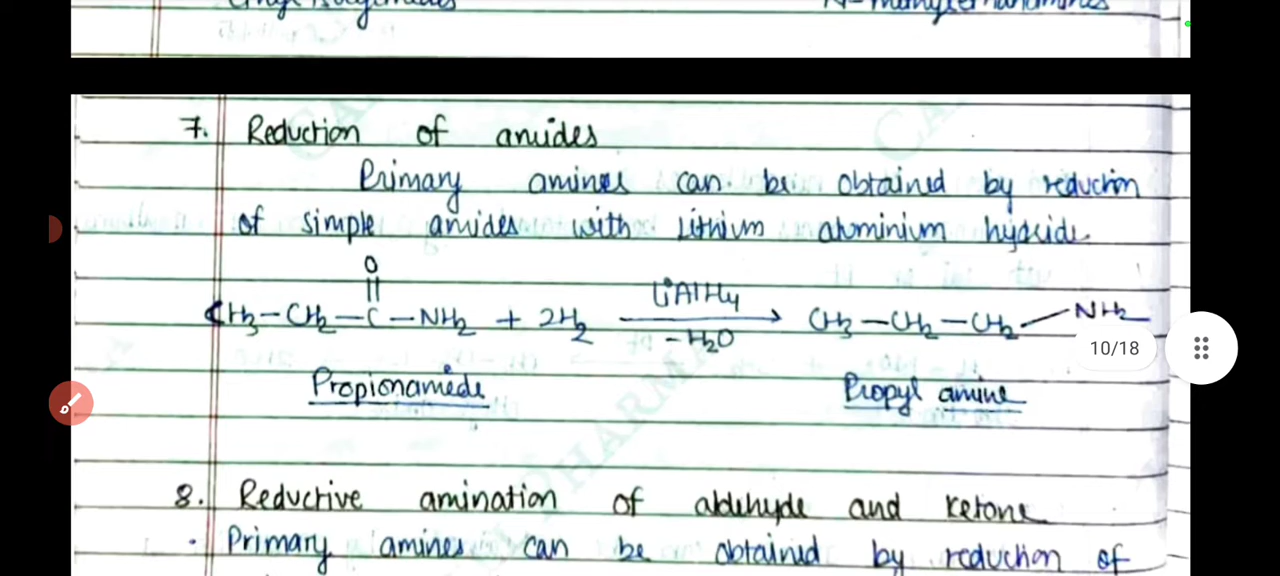 7. Reduction of amides
Primary amines can be obtained by reduction
of simple amides with lithium aluminium hydride
O
||
CH3-CH2-C-NH2 + 2H2 LiAlH4 CH3-CH2-CH2-NH2
-H2O
10/18
Propionamide Propyl amine
8. Reductive amination of aldehyde and ketone
· Primary amines can be obtained by reduction of